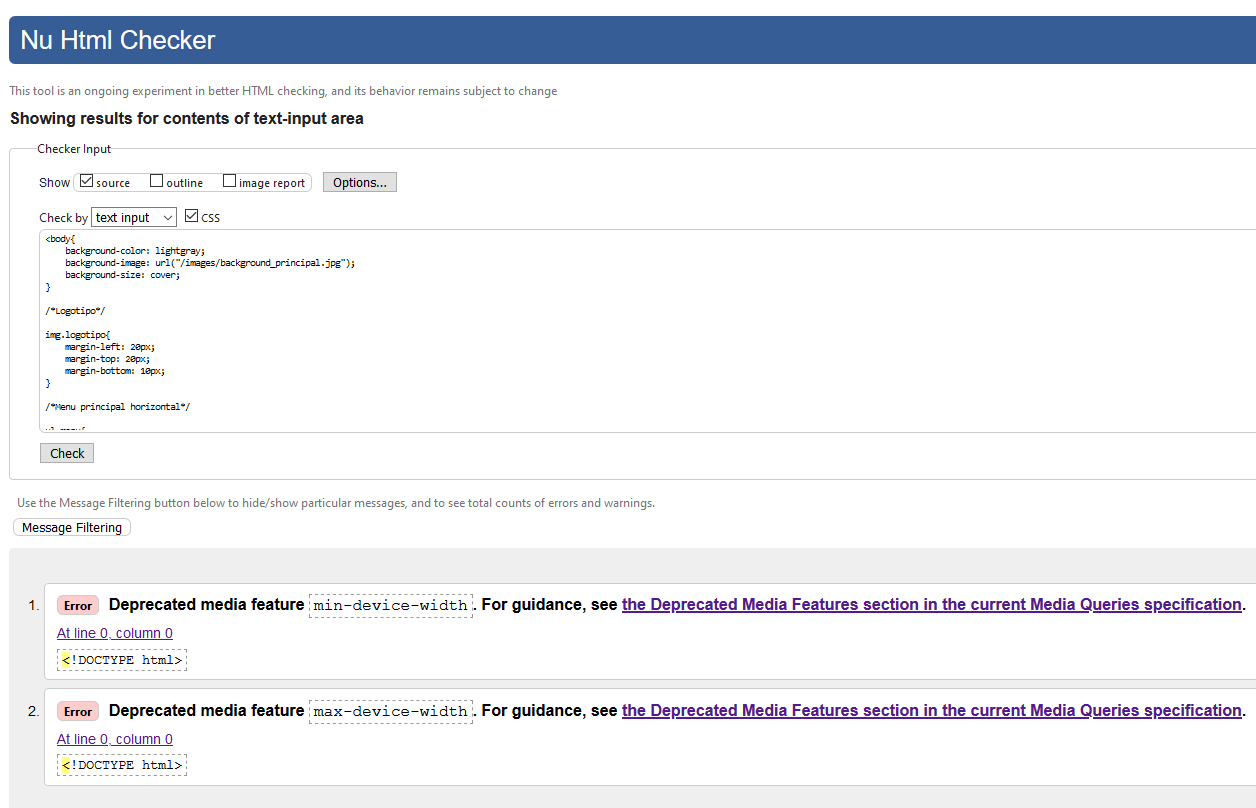 Nu Html Checker
This tool is an ongoing experiment in better HTML checking, and its behavior remains subject to change
Showing results for contents of text-input area
Checker Input
Show source outline image report Options...
Check by text input CSS
<body{
    background-color: lightgray;
    background-image: url("/images/background_principal.jpg");
    background-size: cover;
}
/*Logotipo*/
img.logotipo{
    margin-left: 20px;
    margin-top: 20px;
    margin-bottom: 10px;
}
/*Menu principal horizontal*/
Check
Use the Message Filtering button below to hide/show particular messages, and to see total counts of errors and warnings.
Message Filtering
1. Error Deprecated media feature min-device-width. For guidance, see the Deprecated Media Features section in the current Media Queries specification.
At line 0, column 0
<!DOCTYPE html>
2. Error Deprecated media feature max-device-width. For guidance, see the Deprecated Media Features section in the current Media Queries specification.
At line 0, column 0
<!DOCTYPE html>